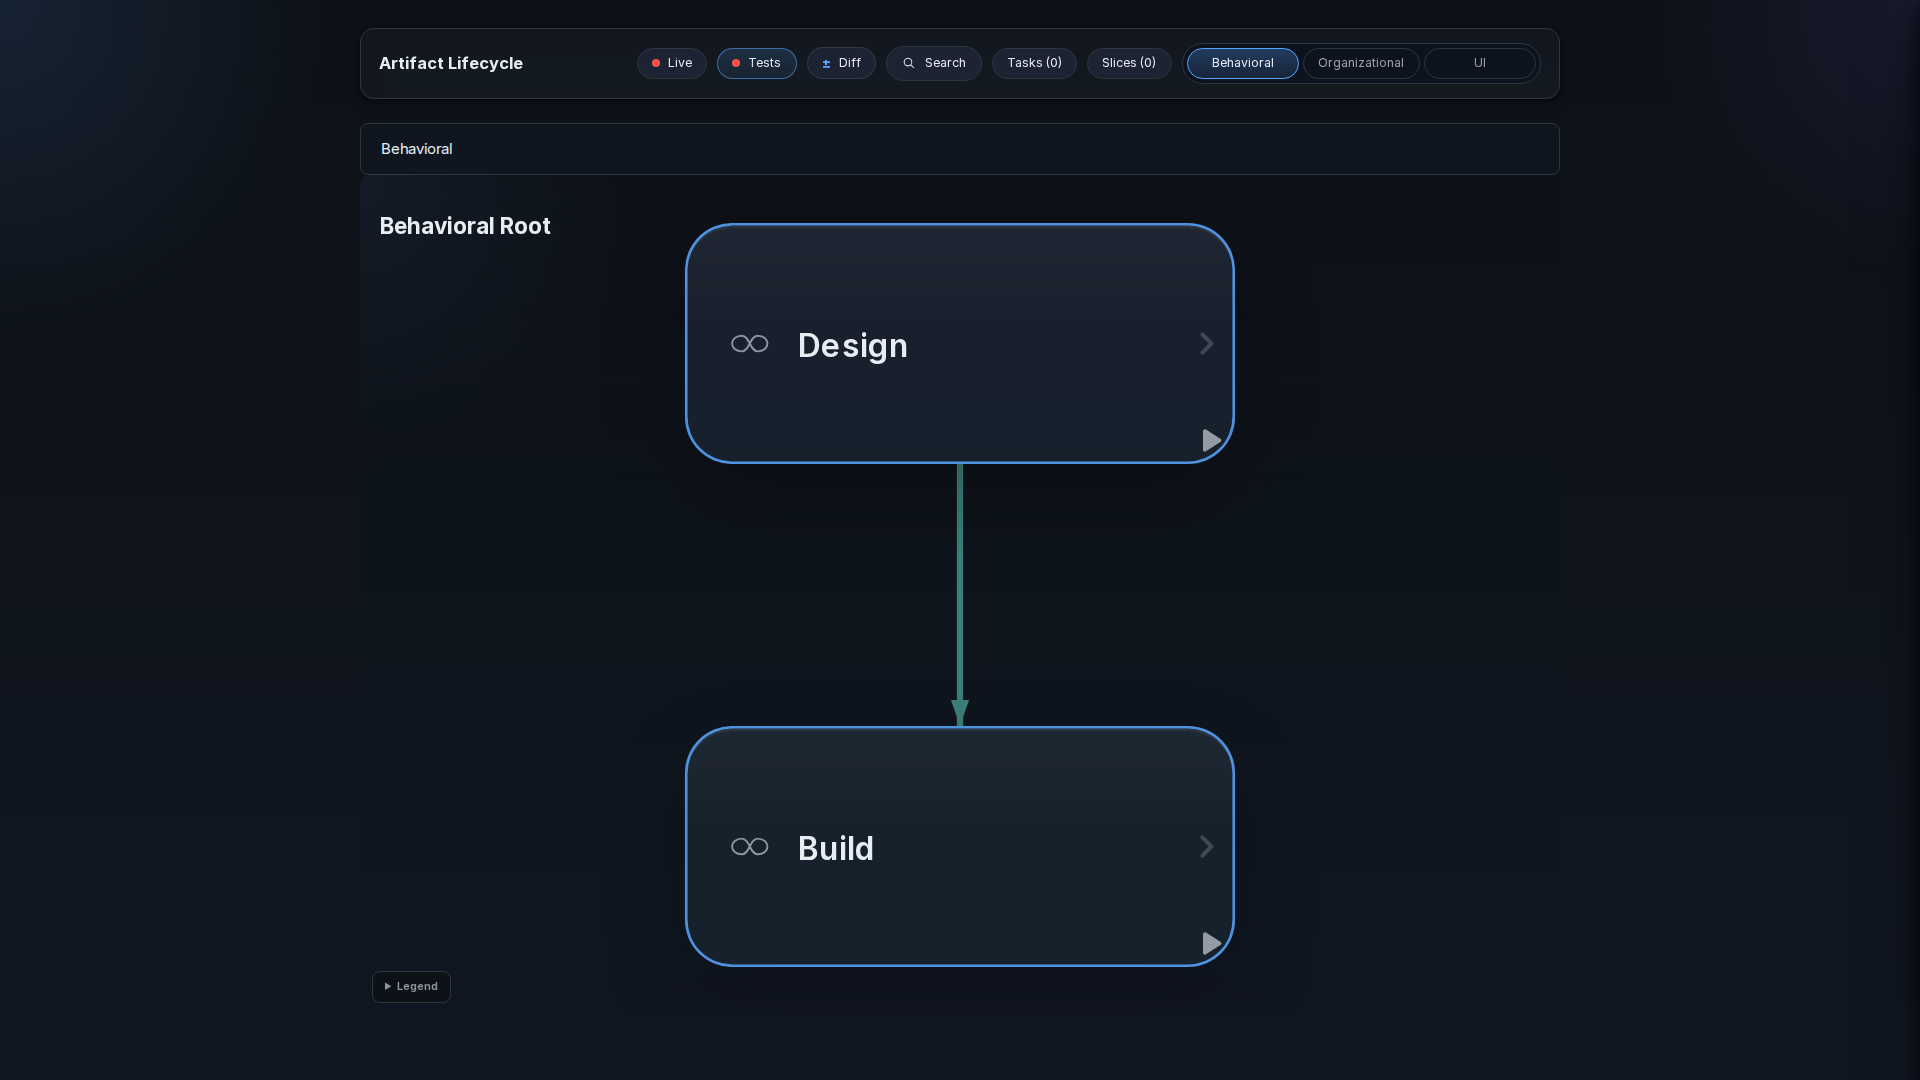 Artifact Lifecycle
Live
Tests
Diff
Search
Tasks (0)
Slices (0)
Behavioral
Organizational
UI
Behavioral
Behavioral Root
Design
Build
Legend